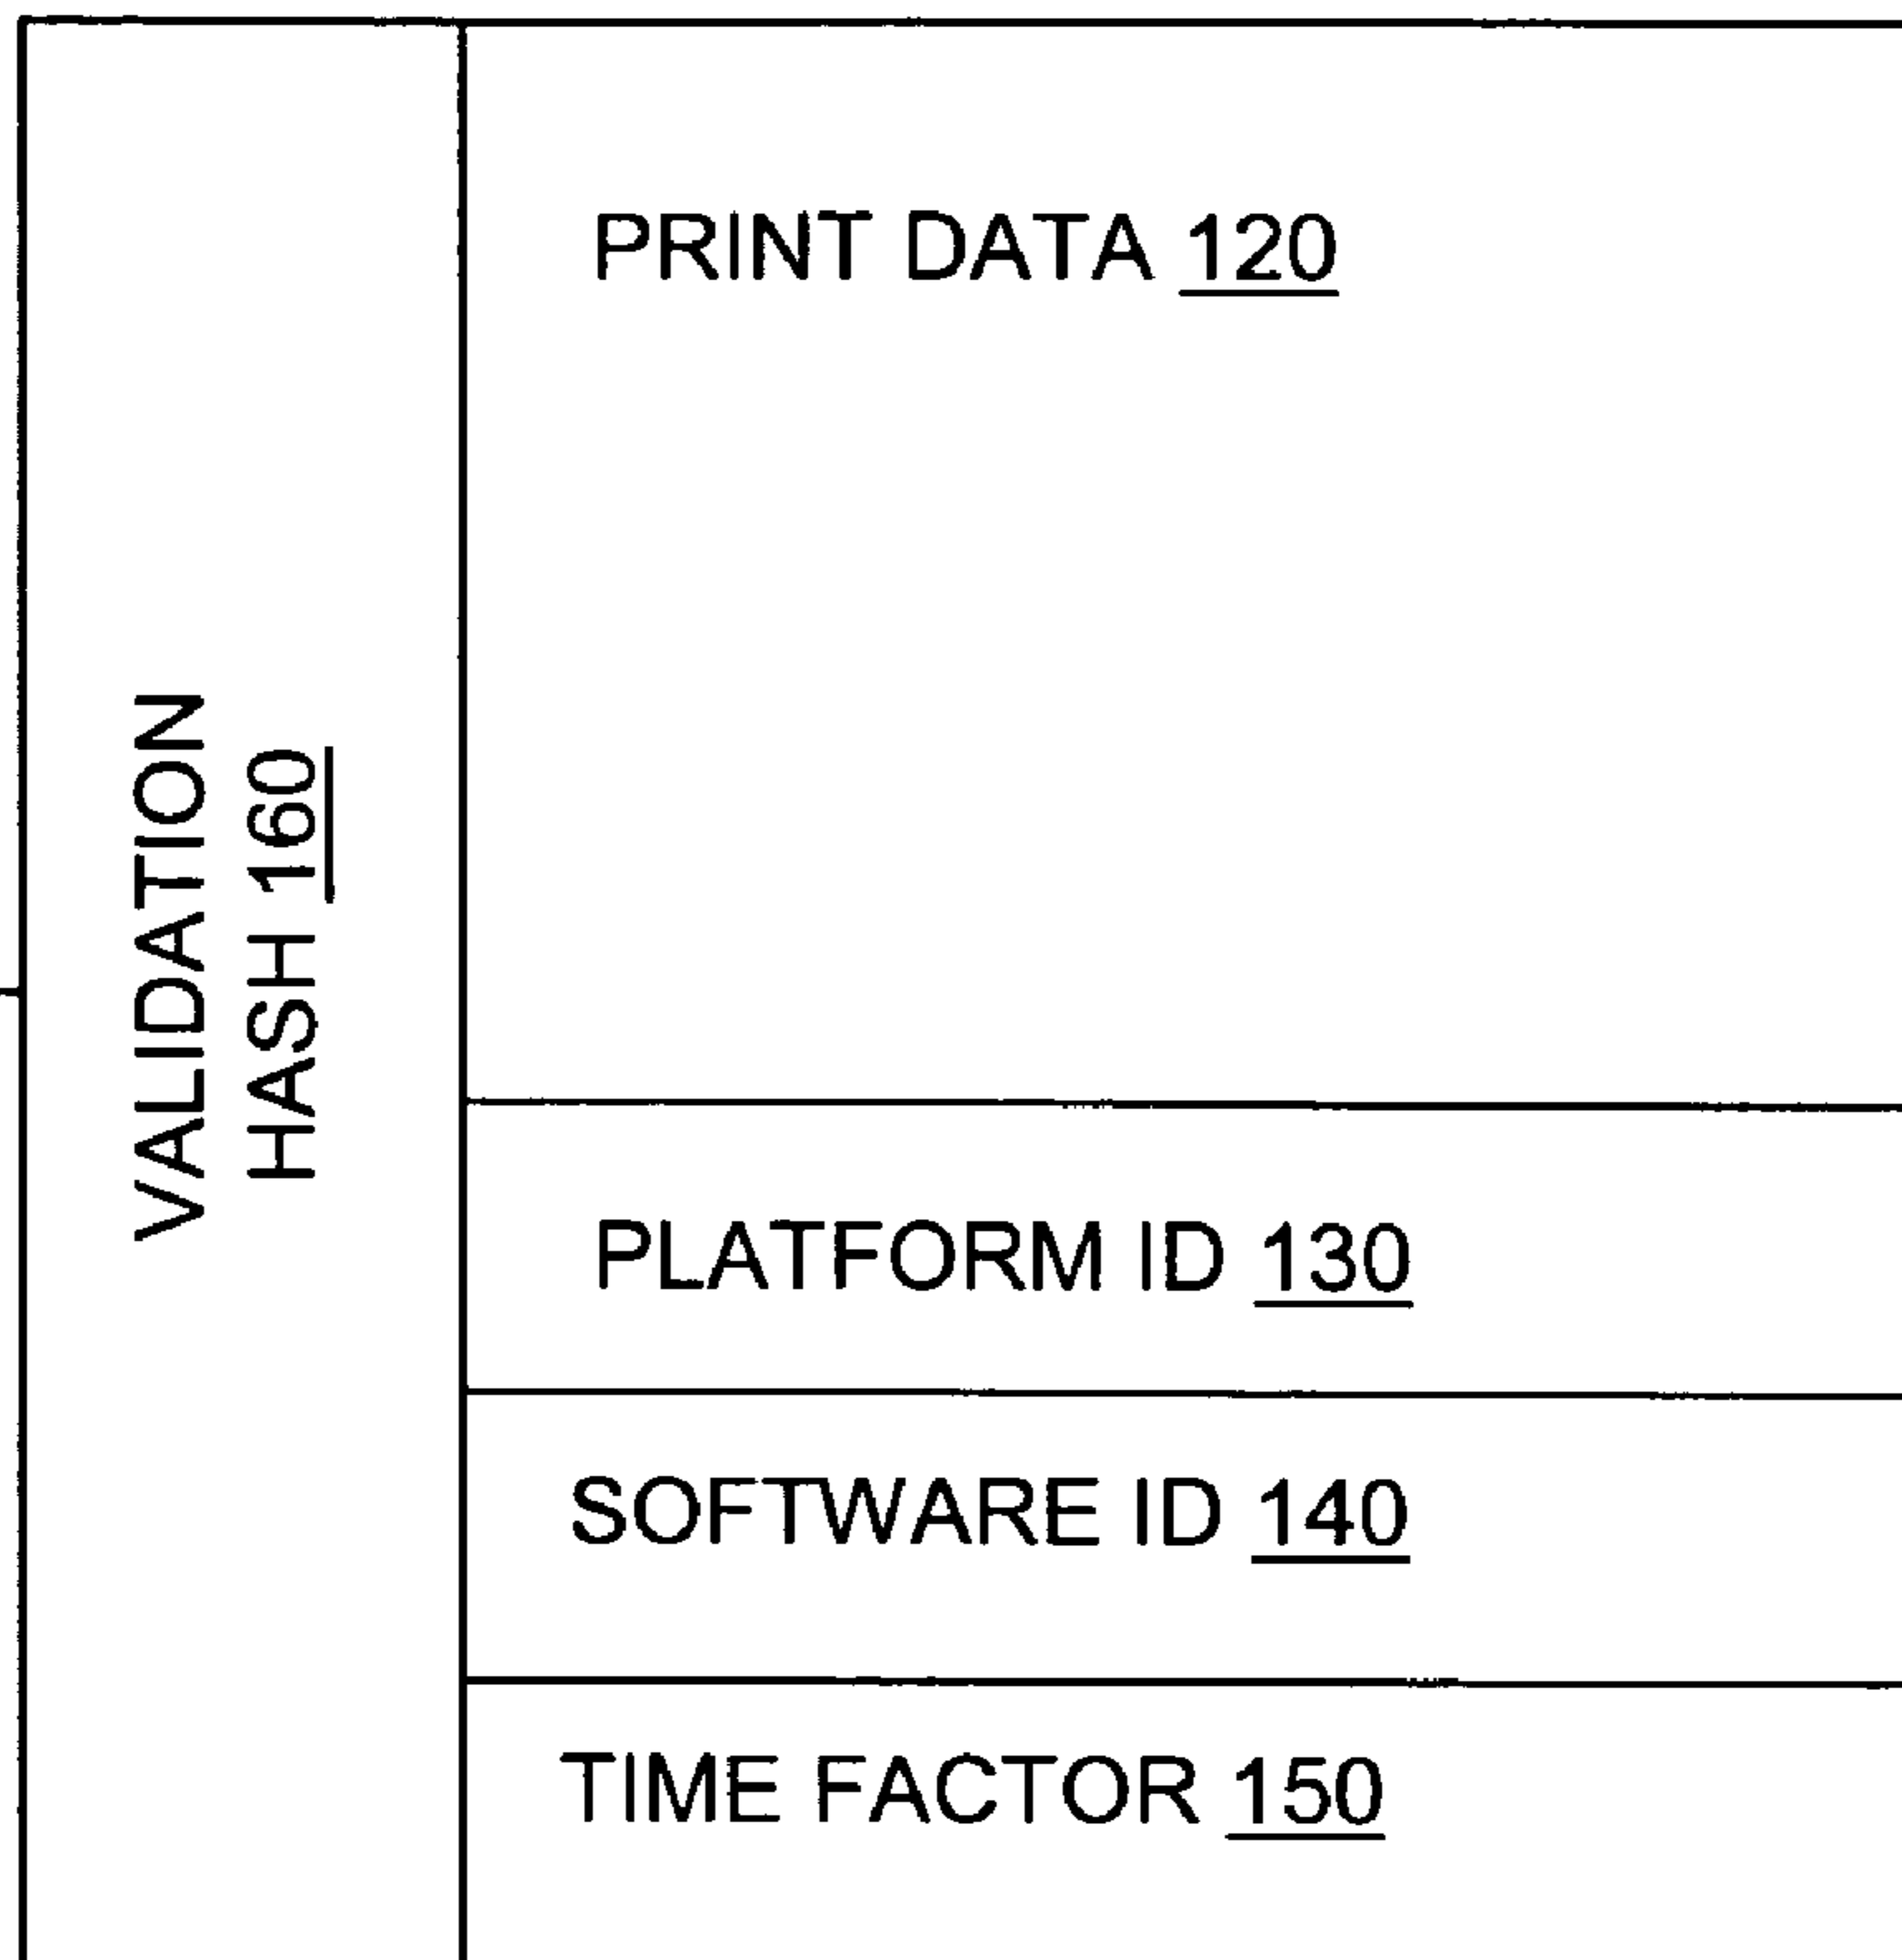 VALIDATION
HASH 160
PRINT DATA 120
PLATFORM ID 130
SOFTWARE ID 140
TIME FACTOR 150